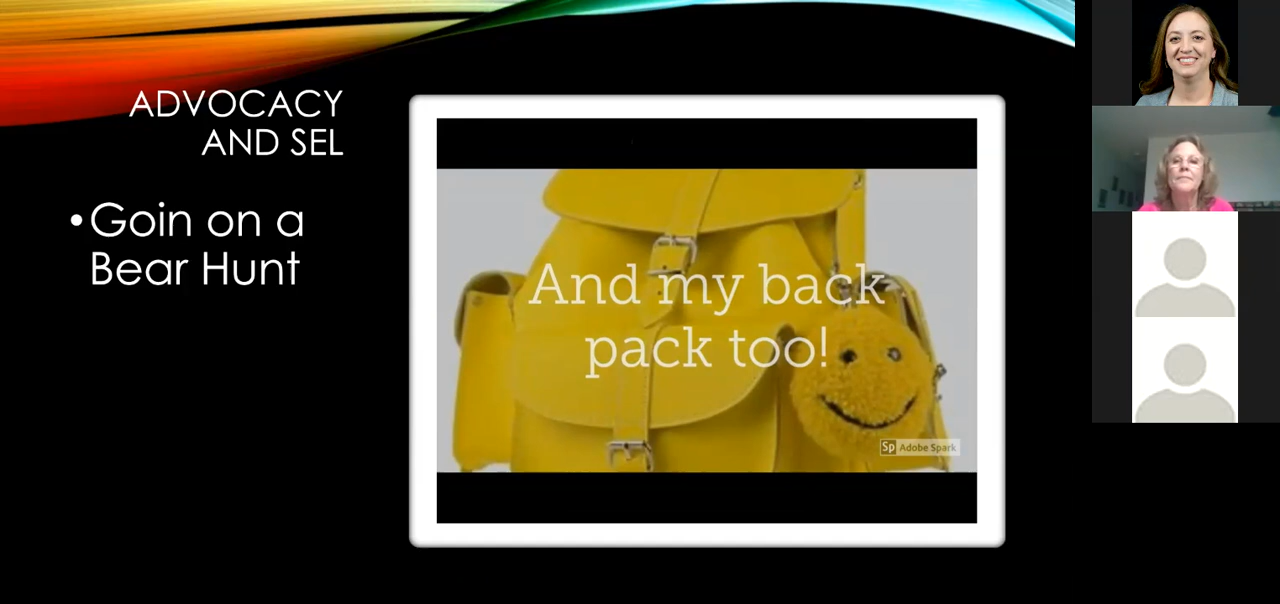 ADVOCACY
AND SEL
•Goin on a
Bear Hunt
And my back
pack too!
Sp Adobe Spark